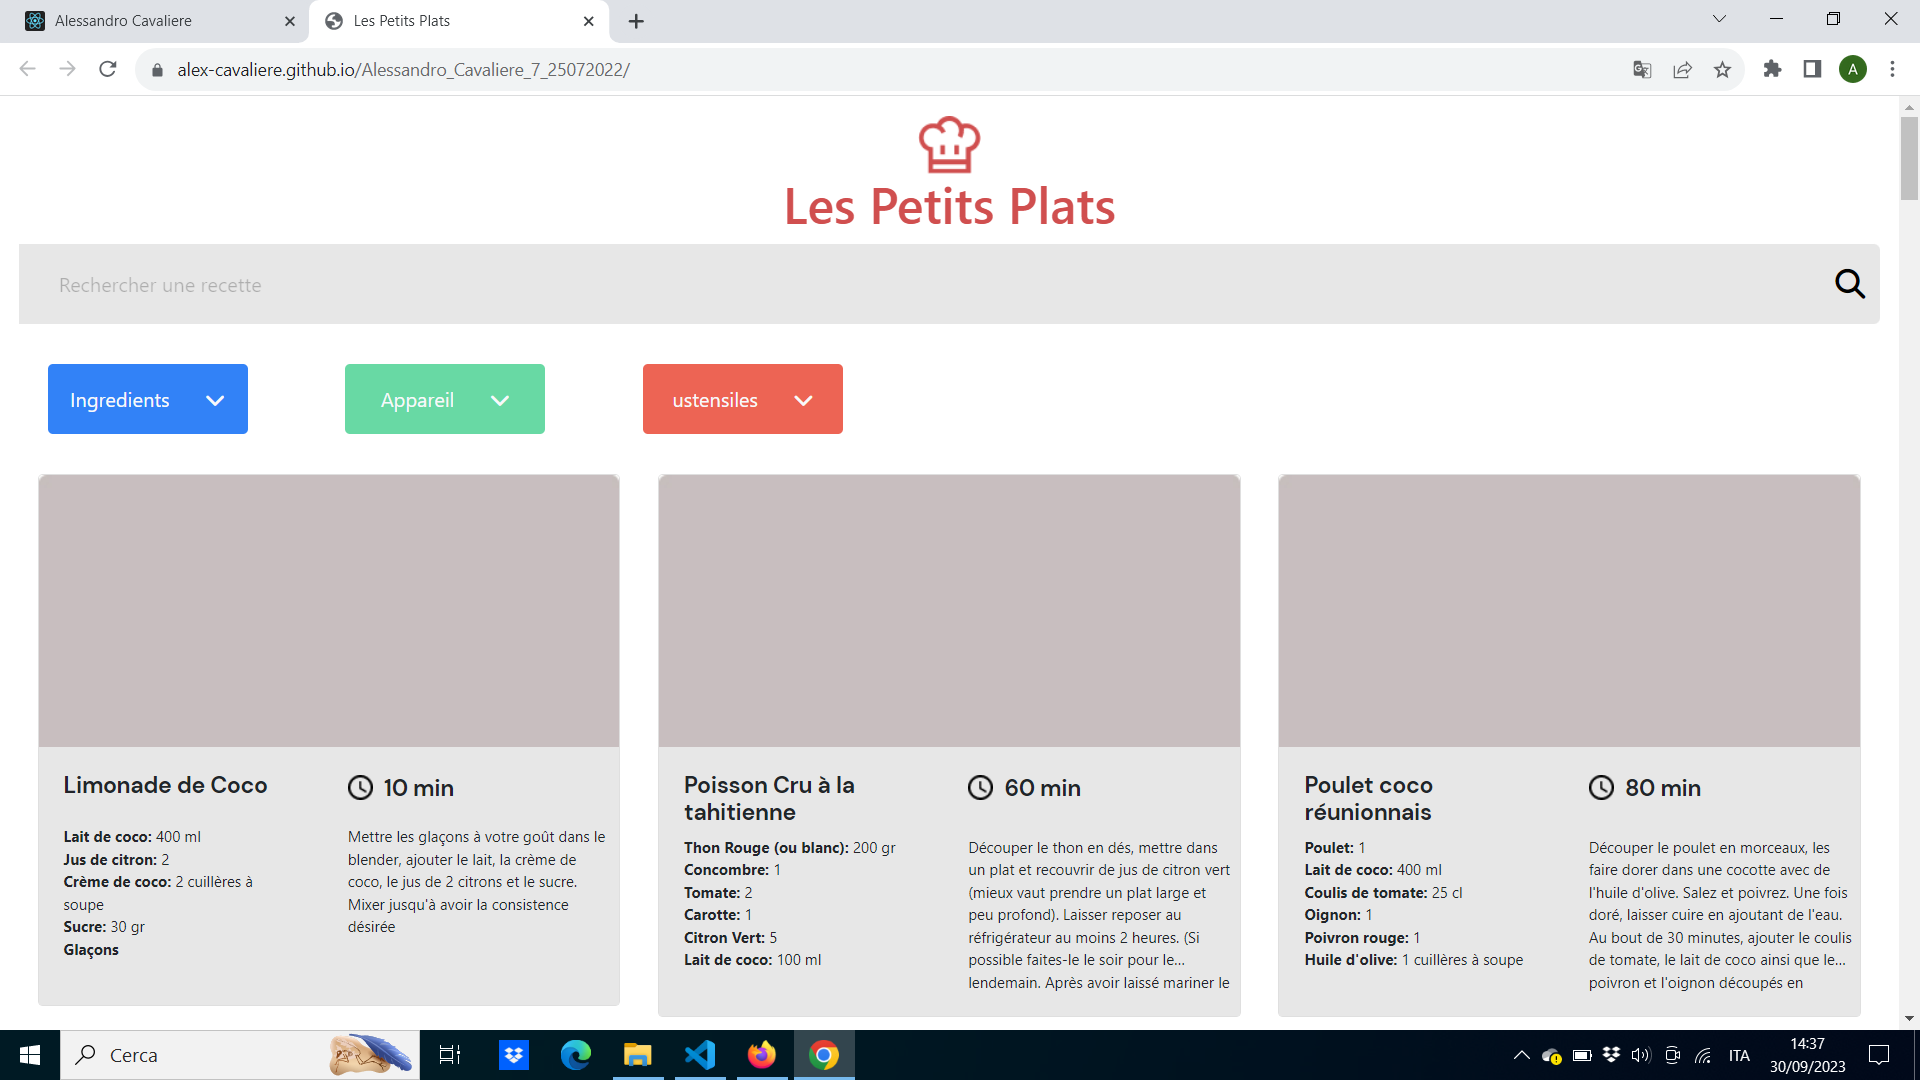 Alessandro Cavaliere
Les Petits Plats
alex-cavaliere.github.io/Alessandro_Cavaliere_7_25072022/
A
Les Petits Plats
Rechercher une recette
Ingredients
Appareil
ustensiles
Limonade de Coco
10 min
Lait de coco: 400 ml
Jus de citron: 2
Crème de coco: 2 cuillères à
soupe
Sucre: 30 gr
Glaçons
Mettre les glaçons à votre goût dans le
blender, ajouter le lait, la crème de
coco, le jus de 2 citrons et le sucre.
Mixer jusqu'à avoir la consistence
désirée
Poisson Cru à la
tahitienne
60 min
Thon Rouge (ou blanc): 200 gr
Concombre: 1
Tomate: 2
Carotte: 1
Citron Vert: 5
Lait de coco: 100 ml
Découper le thon en dés, mettre dans
un plat et recouvrir de jus de citron vert
(mieux vaut prendre un plat large et
peu profond). Laisser reposer au
réfrigérateur au moins 2 heures. (Si
possible faites-le le soir pour le...
lendemain. Après avoir laissé mariner le
Poulet coco
réunionnais
80 min
Poulet: 1
Lait de coco: 400 ml
Coulis de tomate: 25 cl
Oignon: 1
Poivron rouge: 1
Huile d'olive: 1 cuillères à soupe
Découper le poulet en morceaux, les
faire dorer dans une cocotte avec de
l'huile d'olive. Salez et poivrez. Une fois
doré, laisser cuire en ajoutant de l'eau.
Au bout de 30 minutes, ajouter le coulis
de tomate, le lait de coco ainsi que le...
poivron et l'oignon découpés en
Cerca
ITA
14:37
30/09/2023